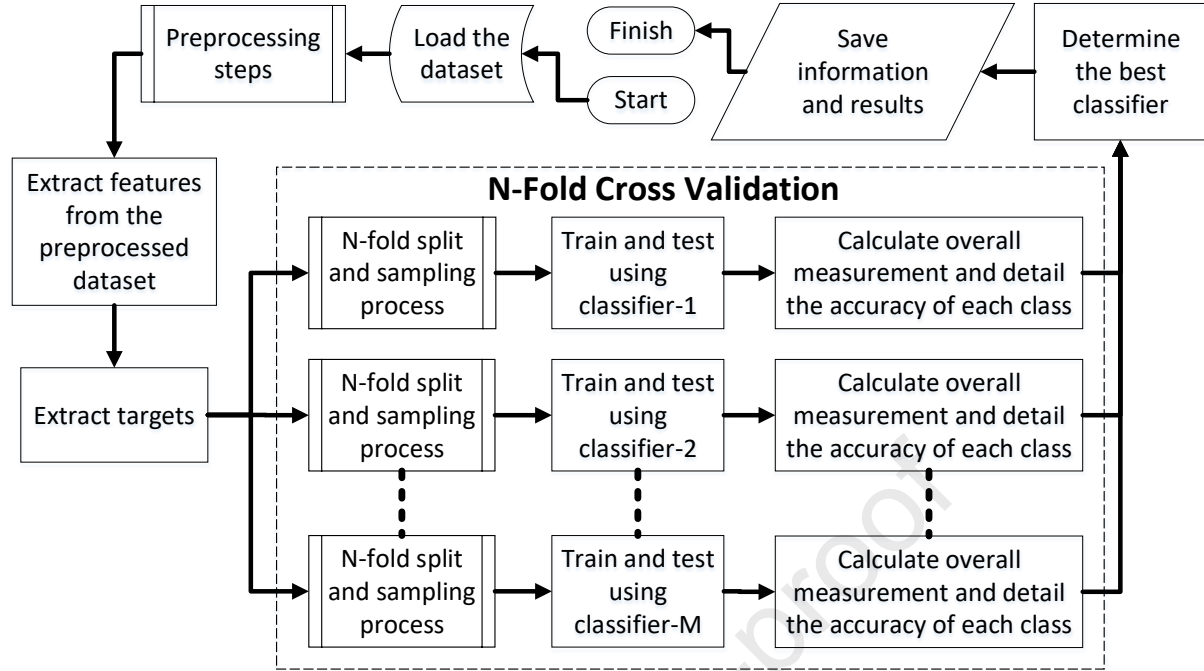 Preprocessing
steps
Load the
dataset
Finish
Start
Save
information
and results
Determine
the best
classifier
Extract features
from the
preprocessed
dataset
Extract targets
N-Fold Cross Validation
N-fold split
and sampling
process
Train and test
using
classifier-1
Calculate overall
measurement and detail
the accuracy of each class
N-fold split
and sampling
process
Train and test
using
classifier-2
Calculate overall
measurement and detail
the accuracy of each class
N-fold split
and sampling
process
Train and test
using
classifier-M
Calculate overall
measurement and detail
the accuracy of each class
proof